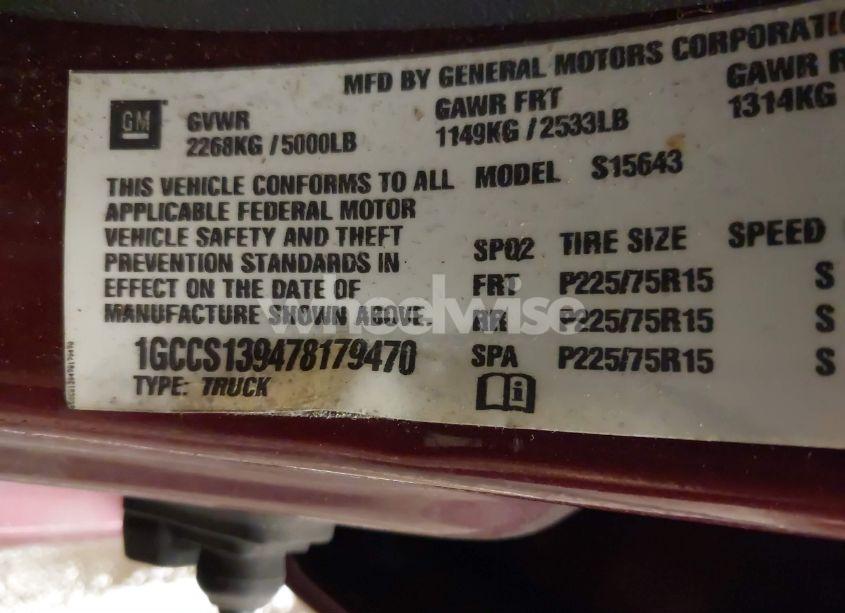 MFD BY GENERAL MOTORS CORPORATI
GM
GVWR
2268KG / 5000LB
GAWR FRT
1149KG / 2533LB
GAWR R
1314KG
THIS VEHICLE CONFORMS TO ALL
APPLICABLE FEDERAL MOTOR
VEHICLE SAFETY AND THEFT
PREVENTION STANDARDS IN
EFFECT ON THE DATE OF
MANUFACTURE SHOWN ABOVE.
1GCCS139478179470
TYPE: TRUCK
MODEL S15643
SPQ2 TIRE SIZE SPEED
FRT P225/75R15 S
RR P225/75R15 S
SPA P225/75R15 S
wheelwise